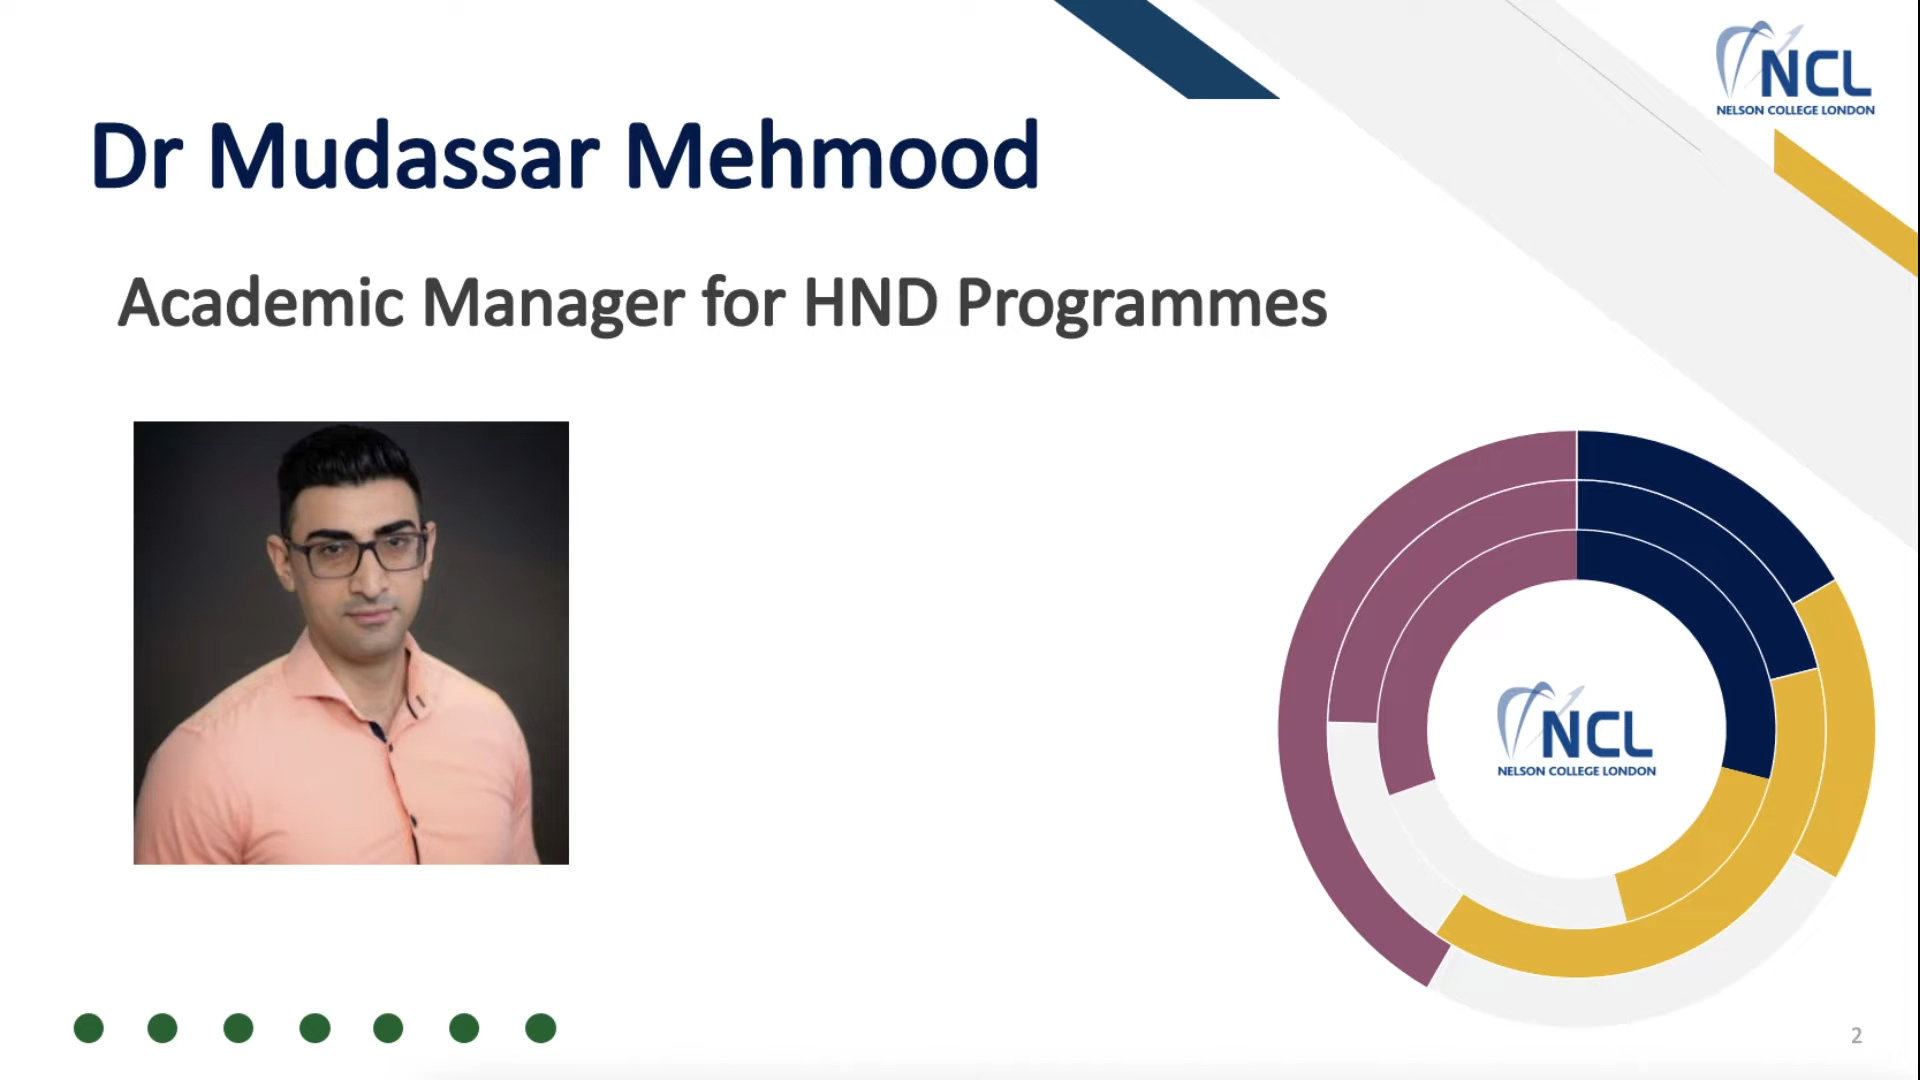 NCL
NELSON COLLEGE LONDON
Dr Mudassar Mehmood
Academic Manager for HND Programmes
NCL
NELSON COLLEGE LONDON
2